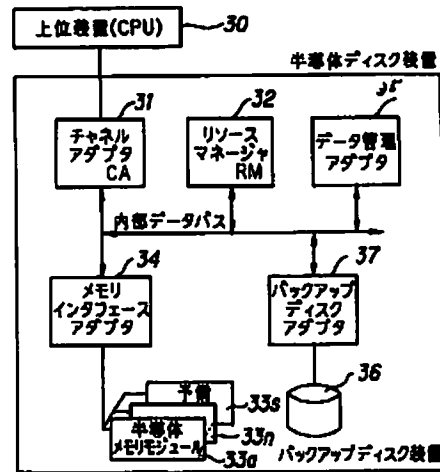 上位装置(CPU)
30
半導体ディスク装置
31
チャネル
アダプタ
CA
32
リソース
マネージャ
RM
データ管理
アダプタ
内部データバス
34
メモリ
インタフェース
アダプタ
37
バックアップ
ディスク
アダプタ
予備
33s
33n
半導体
メモリモジュール
33a
36
バックアップディスク装置